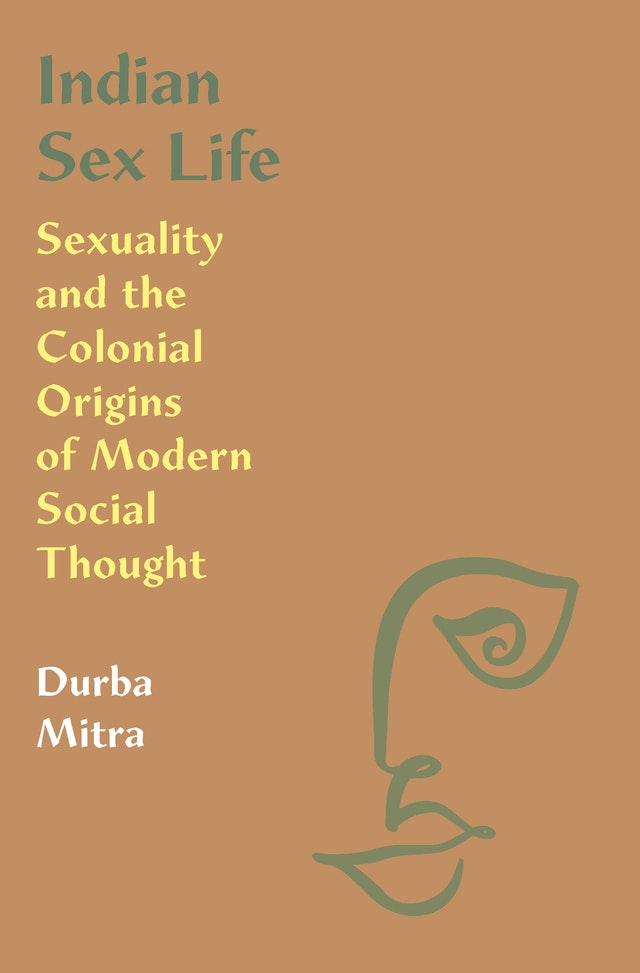 Indian
Sex Life
Sexuality
and the
Colonial
Origins
of Modern
Social
Thought
Durba
Mitra